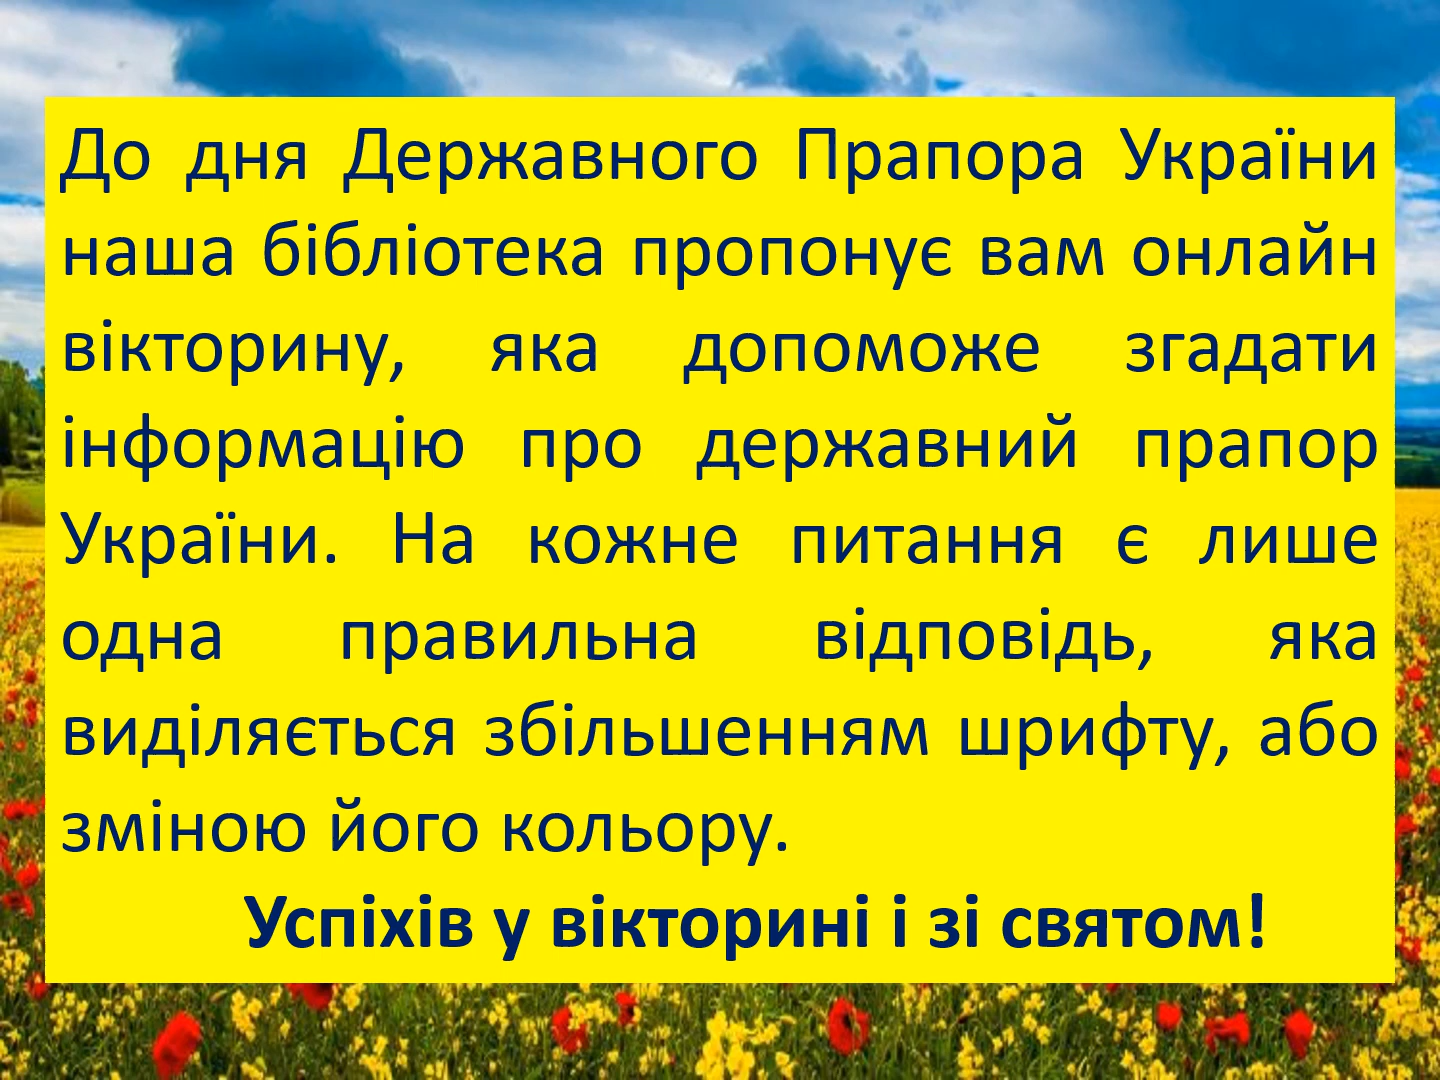 До дня Державного Прапора України
наша бібліотека пропонує вам онлайн
вікторину, яка допоможе згадати
інформацію про державний прапор
України. На кожне питання є лише
одна правильна відповідь, яка
виділяється збільшенням шрифту, або
зміною його кольору.
Успіхів у вікторині і зі святом!